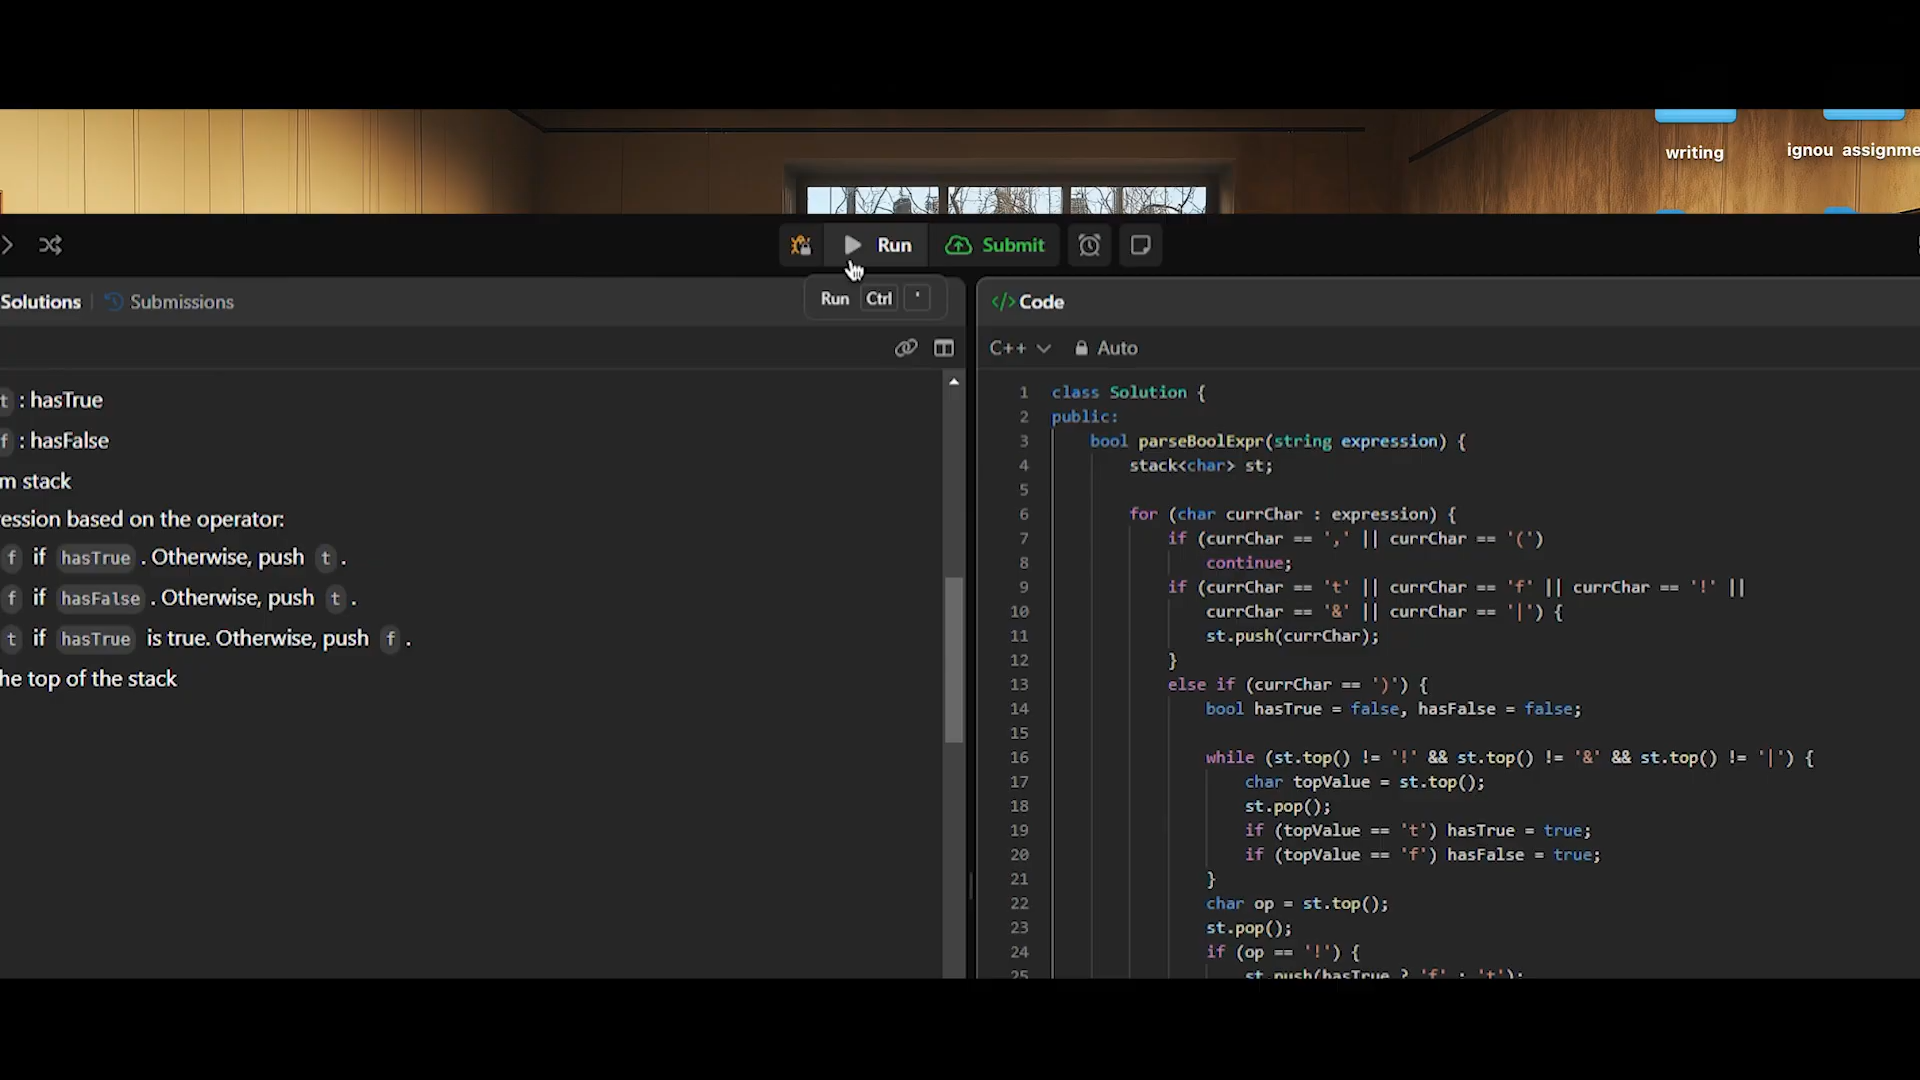 writing
ignou assignme
Run
Submit
Solutions
Submissions
Run Ctrl '
Code
C++
Auto
t : hasTrue
f : hasFalse
m stack
ession based on the operator:
f if hasTrue . Otherwise, push t .
f if hasFalse . Otherwise, push t .
t if hasTrue is true. Otherwise, push f .
he top of the stack
1 class Solution {
2 public:
3 bool parseBoolExpr(string expression) {
4 stack<char> st;
5
6 for (char currChar : expression) {
7 if (currChar == ',' || currChar == '(')
8 continue;
9 if (currChar == 't' || currChar == 'f' || currChar == '!' ||
10 currChar == '&' || currChar == '|') {
11 st.push(currChar);
12 }
13 else if (currChar == ')') {
14 bool hasTrue = false, hasFalse = false;
15
16 while (st.top() != '!' && st.top() != '&' && st.top() != '|') {
17 char topValue = st.top();
18 st.pop();
19 if (topValue == 't') hasTrue = true;
20 if (topValue == 'f') hasFalse = true;
21 }
22 char op = st.top();
23 st.pop();
24 if (op == '!') {
25 st.push(hasTrue ? 'f' : 't');